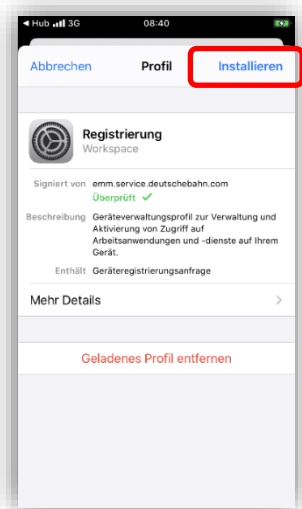 Hub 3G 08:40
Abbrechen Profil Installieren
Registrierung
Workspace
Signiert von emm.service.deutschebahn.com
Überprüft
Beschreibung Geräteverwaltungsprofil zur Verwaltung und
Aktivierung von Zugriff auf
Arbeitsanwendungen und -dienste auf Ihrem
Gerät.
Enthält Geräteregistrierungsanfrage
Mehr Details
Geladenes Profil entfernen